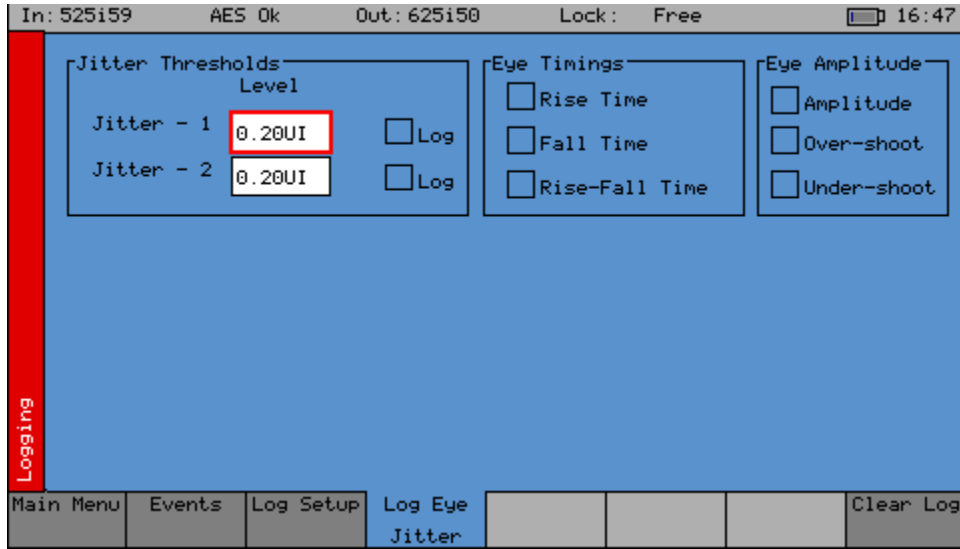 In:525i59 AES Ok Out:625i50 Lock: Free 16:47
Jitter Thresholds
Level
Jitter - 1 0.20UI Log
Jitter - 2 0.20UI Log
Eye Timings
Rise Time
Fall Time
Rise-Fall Time
Eye Amplitude
Amplitude
Over-shoot
Under-shoot
Logging
Main Menu Events Log Setup Log Eye Jitter Clear Log